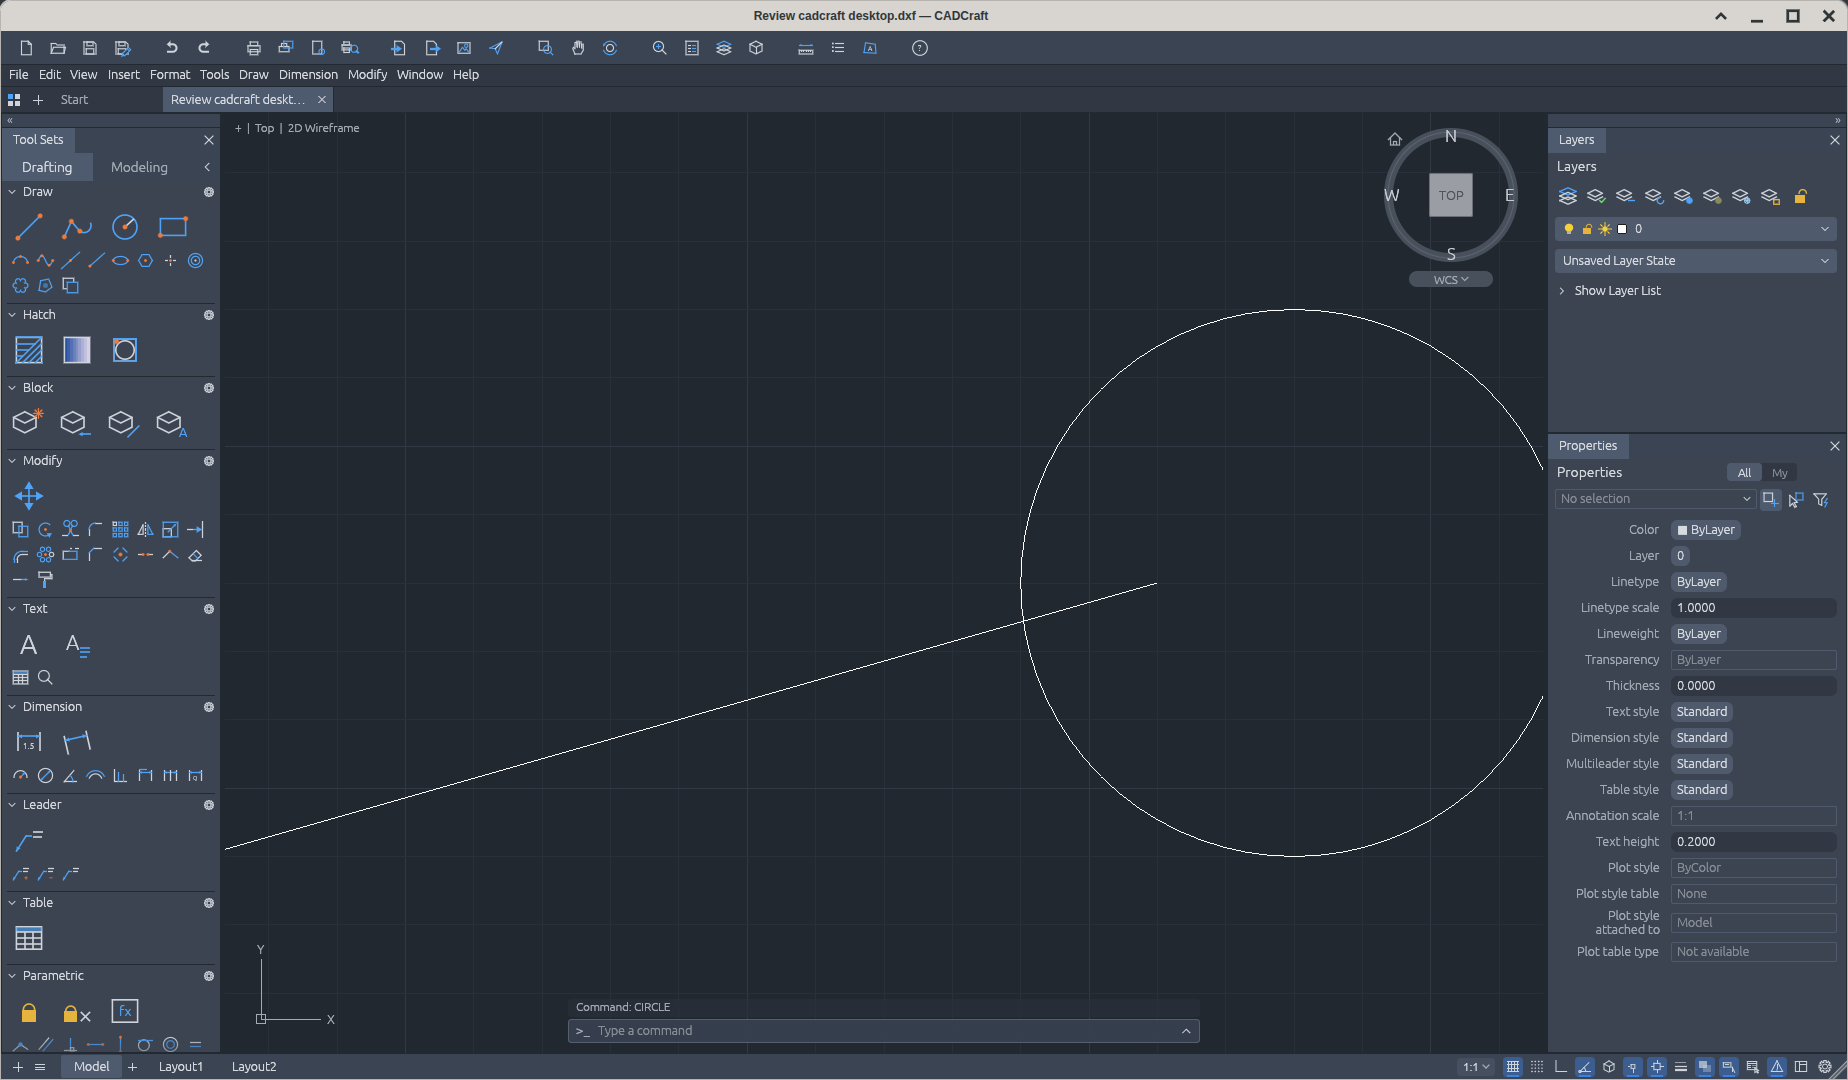 Review cadcraft desktop.dxf — CADCraft
File Edit View Insert Format Tools Draw Dimension Modify Window Help
Start
Review cadcraft deskt...
Tool Sets
Drafting Modeling
Draw
Hatch
Block
Modify
Text
Dimension
1.5
Leader
Table
Parametric
fx
+ | Top | 2D Wireframe
N
W TOP E
S
WCS
Y
X
Command: CIRCLE
>_ Type a command
Layers
Layers
0
Unsaved Layer State
Show Layer List
Properties
Properties All My
No selection
Color ByLayer
Layer 0
Linetype ByLayer
Linetype scale 1.0000
Lineweight ByLayer
Transparency ByLayer
Thickness 0.0000
Text style Standard
Dimension style Standard
Multileader style Standard
Table style Standard
Annotation scale 1:1
Text height 0.2000
Plot style ByColor
Plot style table None
Plot style
attached to Model
Plot table type Not available
Model Layout1 Layout2
1:1